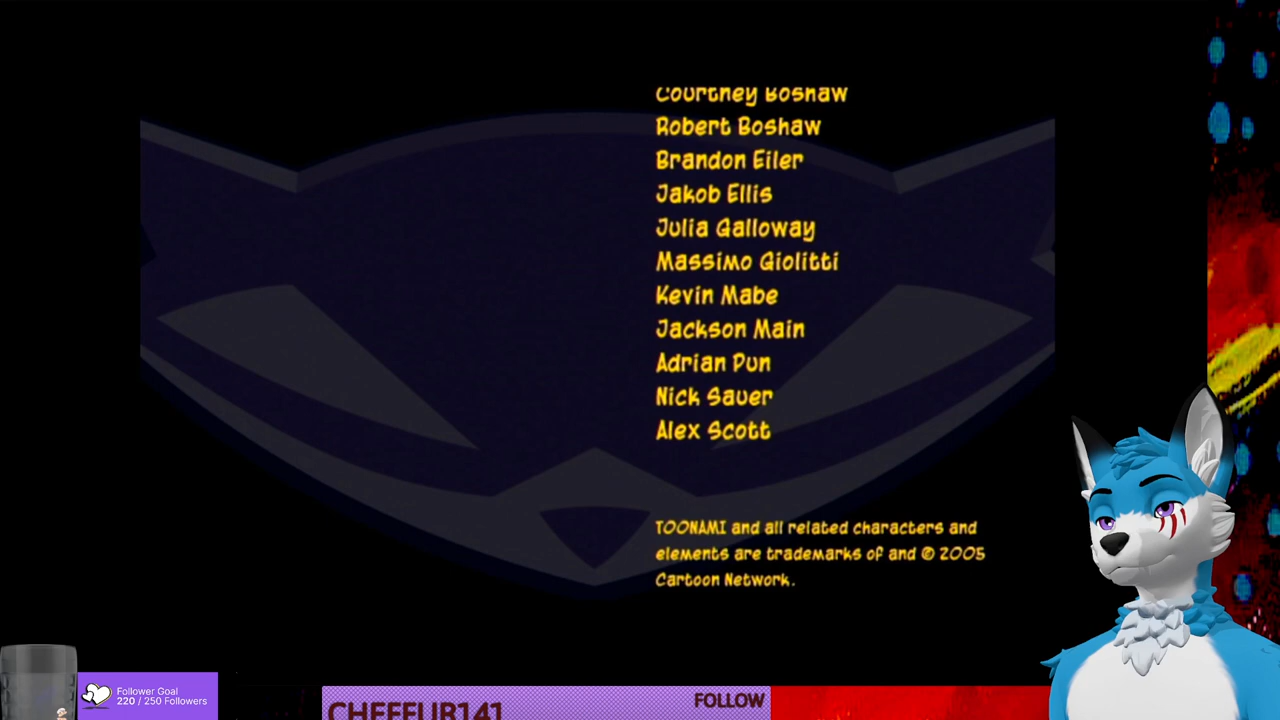 Courtney Boshaw
Robert Boshaw
Brandon Eiler
Jakob Ellis
Julia Galloway
Massimo Giolitti
Kevin Mabe
Jackson Main
Adrian Pun
Nick Sauer
Alex Scott
TOONAMI and all related characters and
elements are trademarks of and © 2005
Cartoon Network.
Follower Goal
220 / 250 Followers
FOLLOW
CHEFFUR141